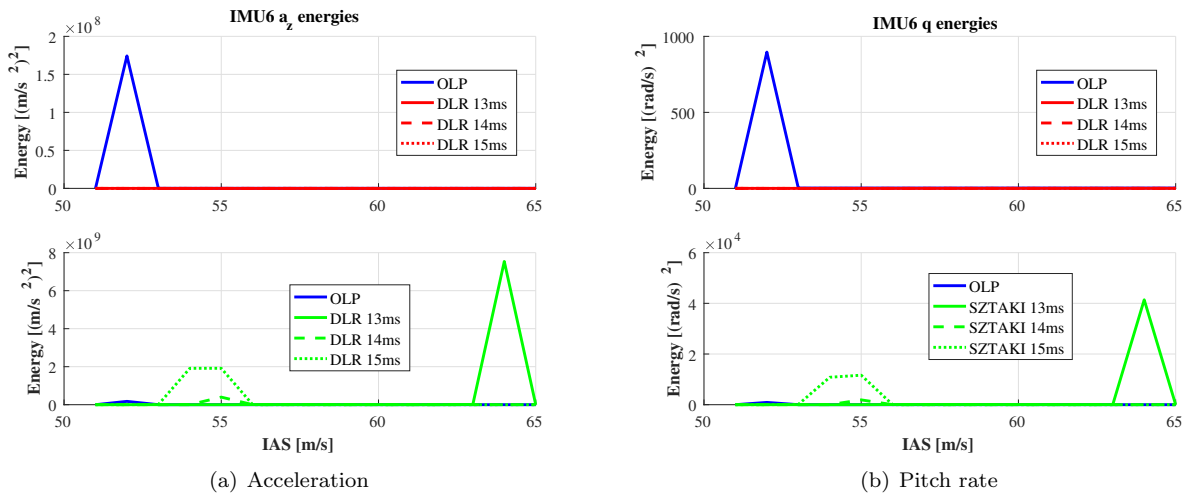 IMU6 a_z energies
×10^8
Energy [(m/s ^2)^2]
2
1.5
1
0.5
0
50
55
60
65
OLP
DLR 13ms
DLR 14ms
DLR 15ms
IMU6 q energies
Energy [(rad/s) ^2]
1000
500
0
50
55
60
65
OLP
DLR 13ms
DLR 14ms
DLR 15ms
×10^9
Energy [(m/s ^2)^2]
8
6
4
2
0
50
55
60
65
IAS [m/s]
OLP
DLR 13ms
DLR 14ms
DLR 15ms
(a) Acceleration
×10^4
Energy [(rad/s) ^2]
6
4
2
0
50
55
60
65
IAS [m/s]
OLP
SZTAKI 13ms
SZTAKI 14ms
SZTAKI 15ms
(b) Pitch rate